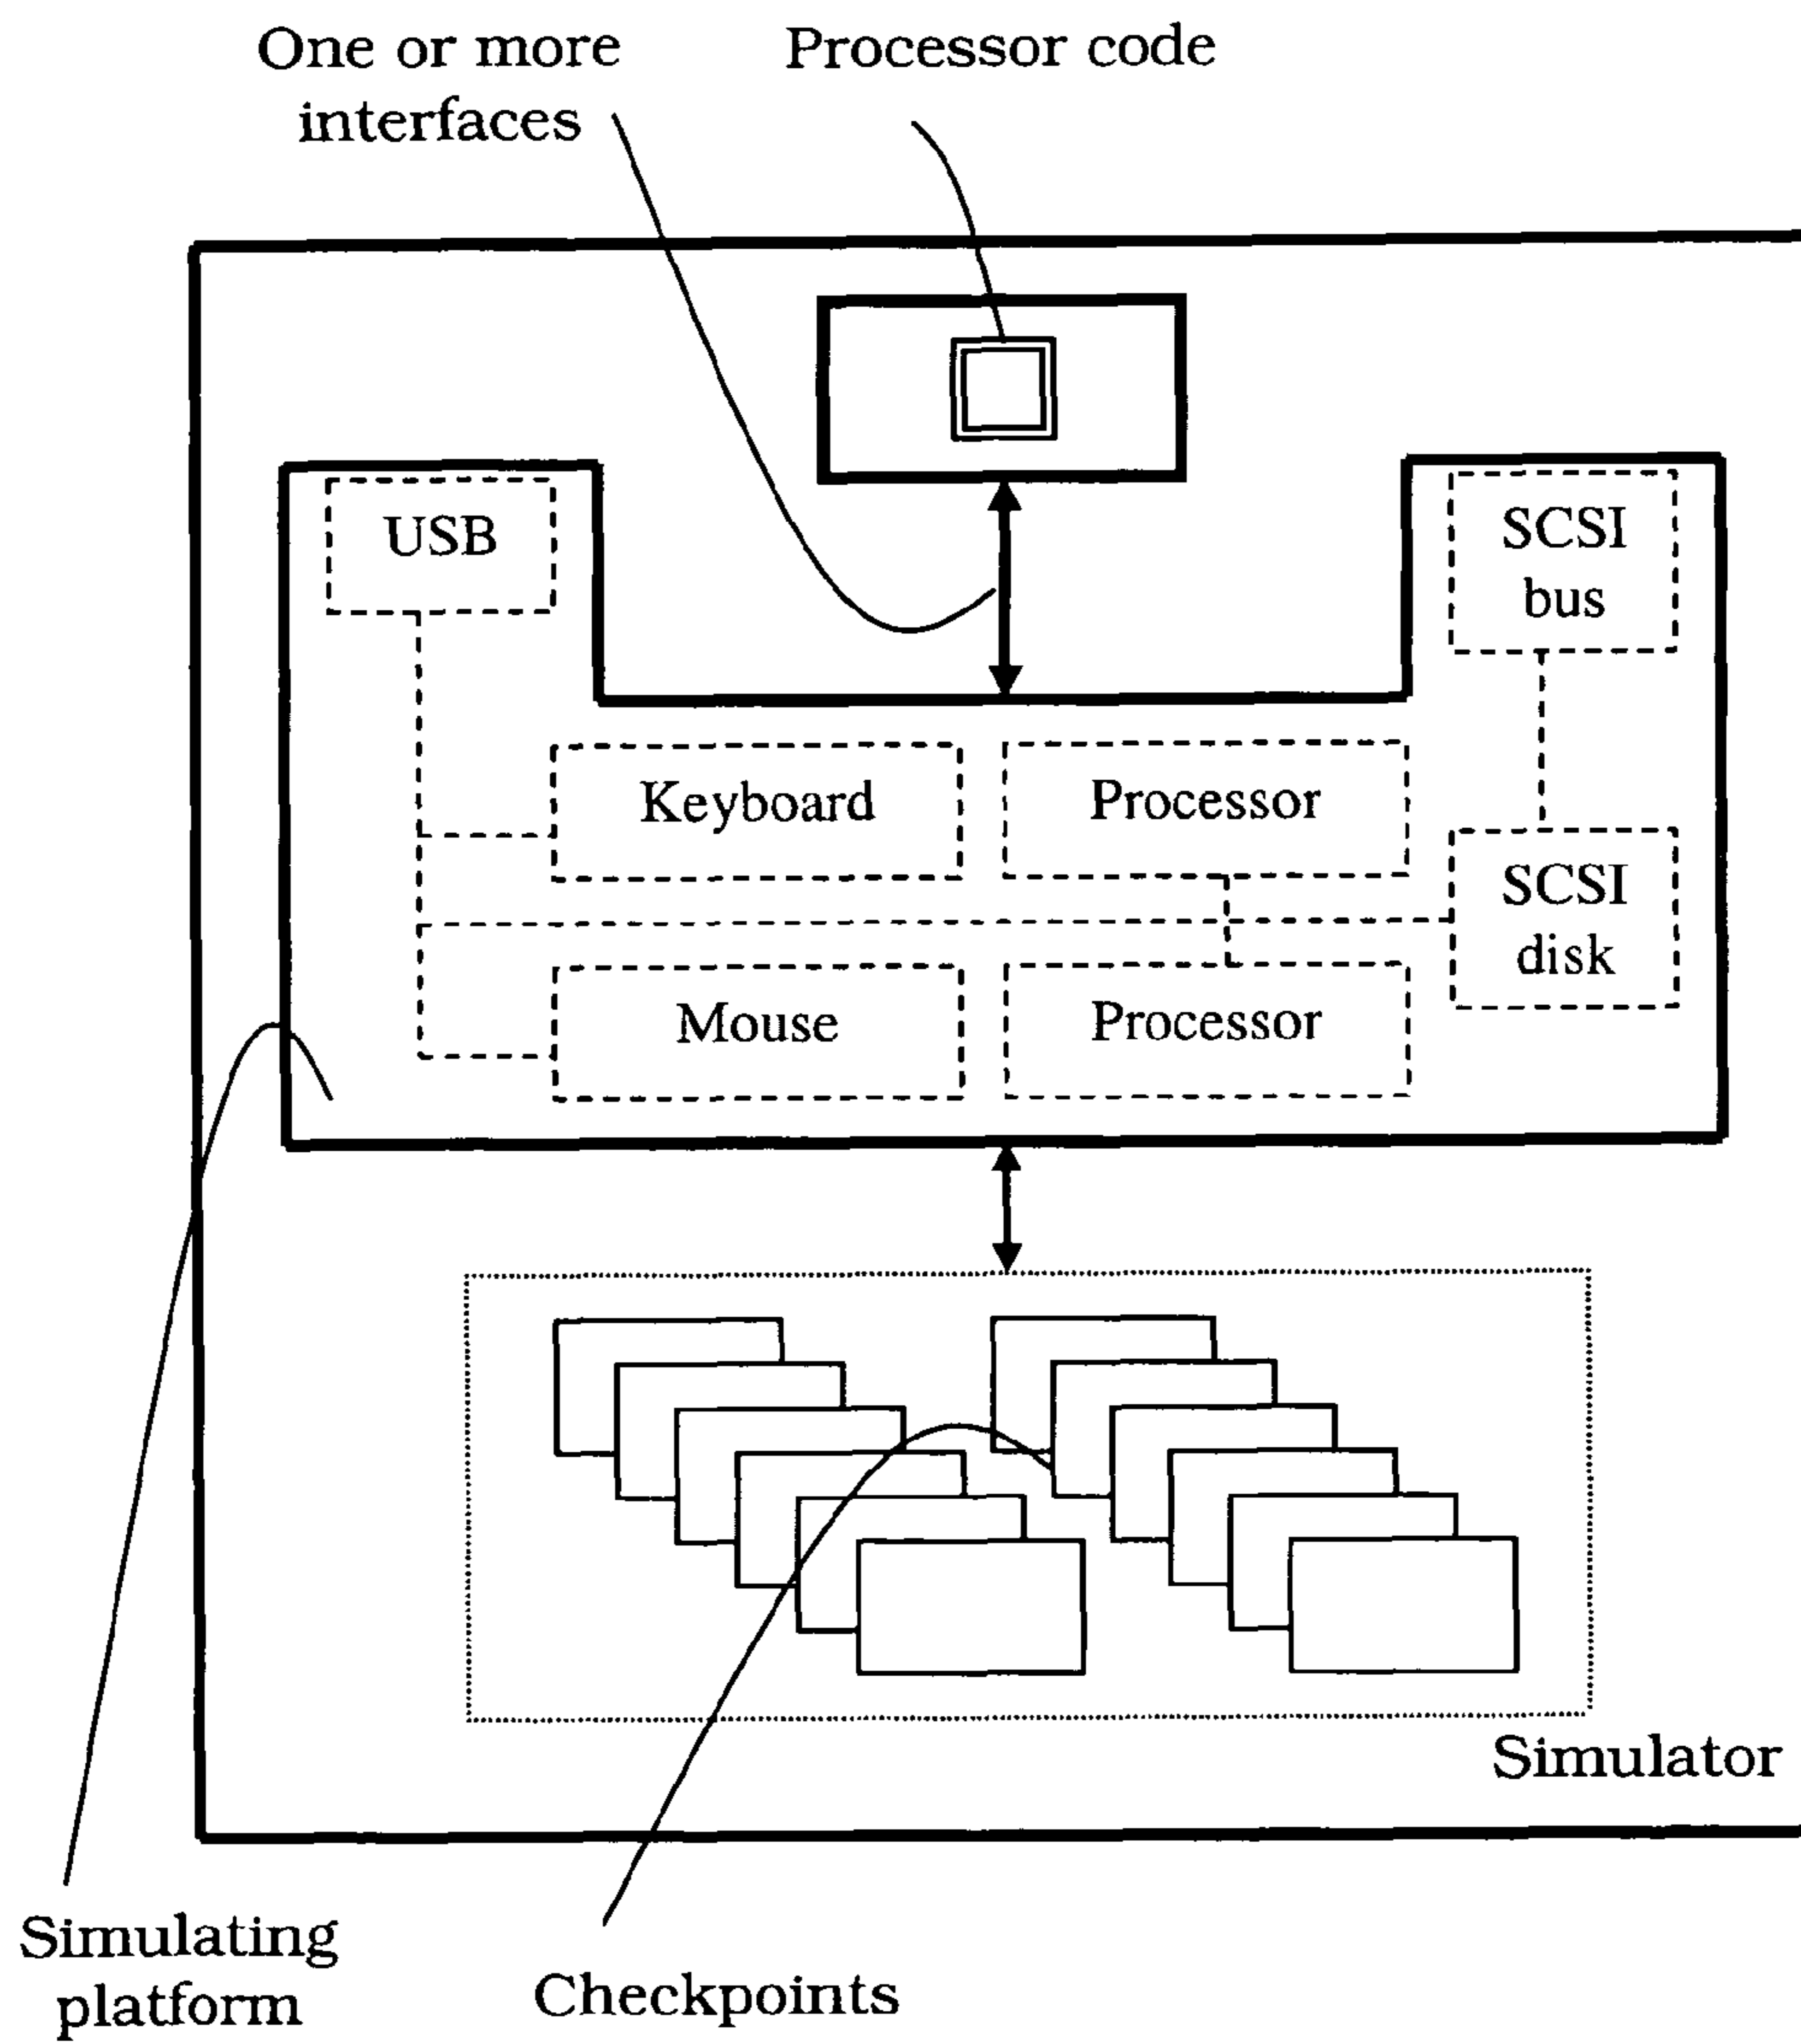 One or more
interfaces
Processor code
USB
SCSI
bus
Keyboard
Processor
SCSI
disk
Mouse
Processor
Simulator
Simulating
platform
Checkpoints